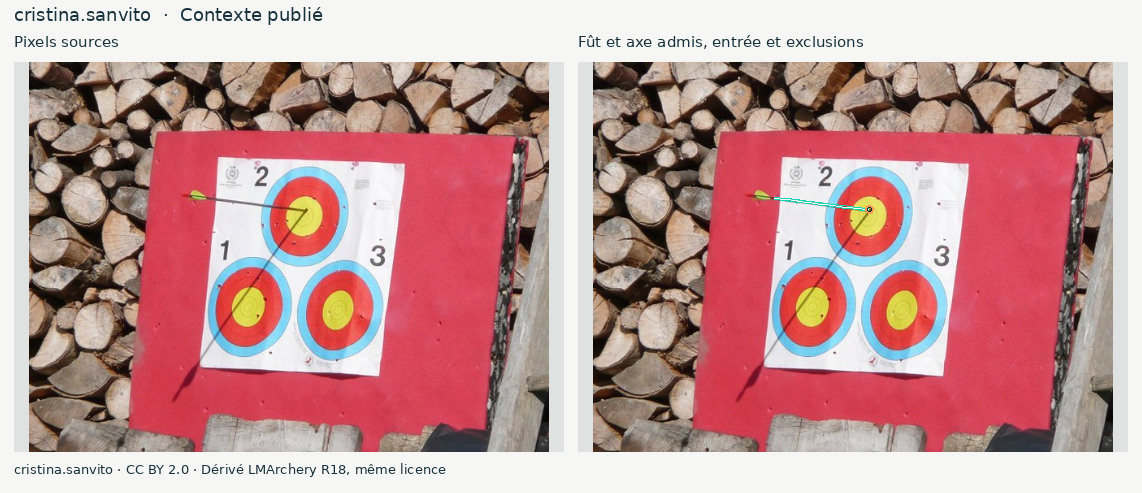 cristina.sanvito · Contexte publié
Pixels sources
Fût et axe admis, entrée et exclusions
2
1
3
2
1
3
cristina.sanvito · CC BY 2.0 · Dérivé LMArchery R18, même licence